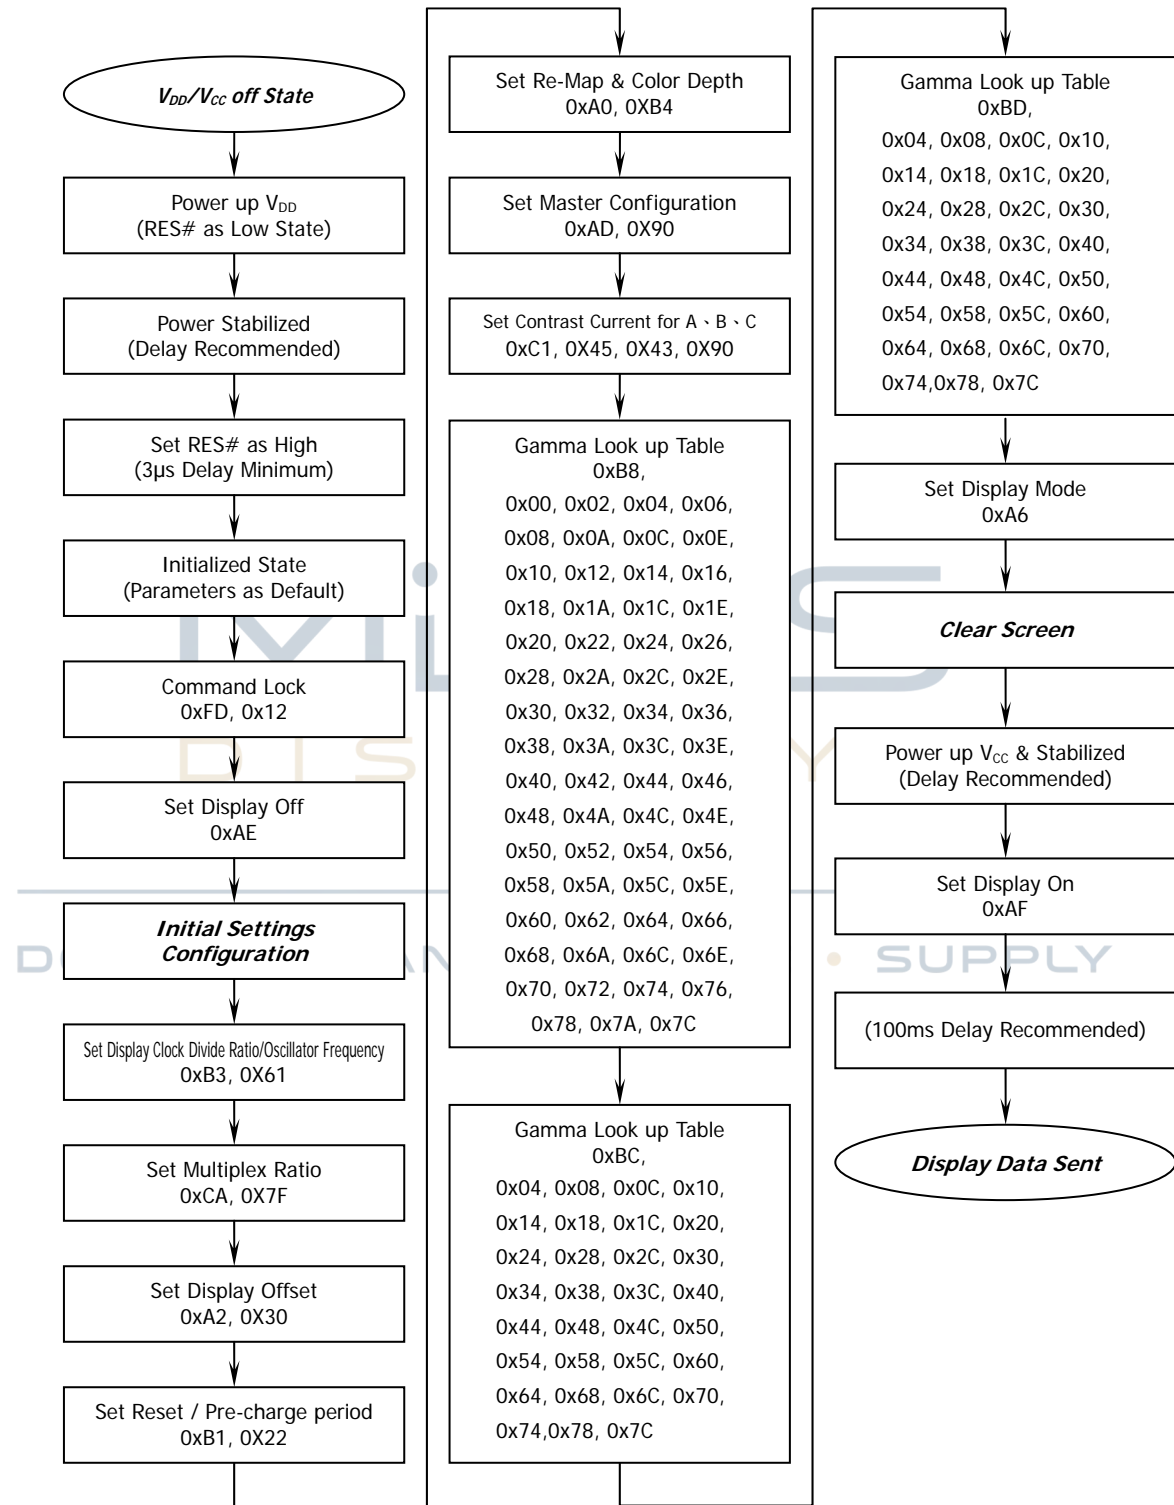 V_DD/V_CC off State
Power up V_DD
(RES# as Low State)
Power Stabilized
(Delay Recommended)
Set RES# as High
(3μs Delay Minimum)
Initialized State
(Parameters as Default)
Command Lock
0xFD, 0x12
Set Display Off
0xAE
Initial Settings
Configuration
Set Display Clock Divide Ratio/Oscillator Frequency
0xB3, 0X61
Set Multiplex Ratio
0xCA, 0X7F
Set Display Offset
0xA2, 0X30
Set Reset / Pre-charge period
0xB1, 0X22
Set Re-Map & Color Depth
0xA0, 0XB4
Set Master Configuration
0xAD, 0X90
Set Contrast Current for A、B、C
0xC1, 0X45, 0X43, 0X90
Gamma Look up Table
0xB8,
0x00, 0x02, 0x04, 0x06,
0x08, 0x0A, 0x0C, 0x0E,
0x10, 0x12, 0x14, 0x16,
0x18, 0x1A, 0x1C, 0x1E,
0x20, 0x22, 0x24, 0x26,
0x28, 0x2A, 0x2C, 0x2E,
0x30, 0x32, 0x34, 0x36,
0x38, 0x3A, 0x3C, 0x3E,
0x40, 0x42, 0x44, 0x46,
0x48, 0x4A, 0x4C, 0x4E,
0x50, 0x52, 0x54, 0x56,
0x58, 0x5A, 0x5C, 0x5E,
0x60, 0x62, 0x64, 0x66,
0x68, 0x6A, 0x6C, 0x6E,
0x70, 0x72, 0x74, 0x76,
0x78, 0x7A, 0x7C
Gamma Look up Table
0xBC,
0x04, 0x08, 0x0C, 0x10,
0x14, 0x18, 0x1C, 0x20,
0x24, 0x28, 0x2C, 0x30,
0x34, 0x38, 0x3C, 0x40,
0x44, 0x48, 0x4C, 0x50,
0x54, 0x58, 0x5C, 0x60,
0x64, 0x68, 0x6C, 0x70,
0x74,0x78, 0x7C
Gamma Look up Table
0xBD,
0x04, 0x08, 0x0C, 0x10,
0x14, 0x18, 0x1C, 0x20,
0x24, 0x28, 0x2C, 0x30,
0x34, 0x38, 0x3C, 0x40,
0x44, 0x48, 0x4C, 0x50,
0x54, 0x58, 0x5C, 0x60,
0x64, 0x68, 0x6C, 0x70,
0x74,0x78, 0x7C
Set Display Mode
0xA6
Clear Screen
Power up V_CC & Stabilized
(Delay Recommended)
Set Display On
0xAF
(100ms Delay Recommended)
Display Data Sent
SUPPLY